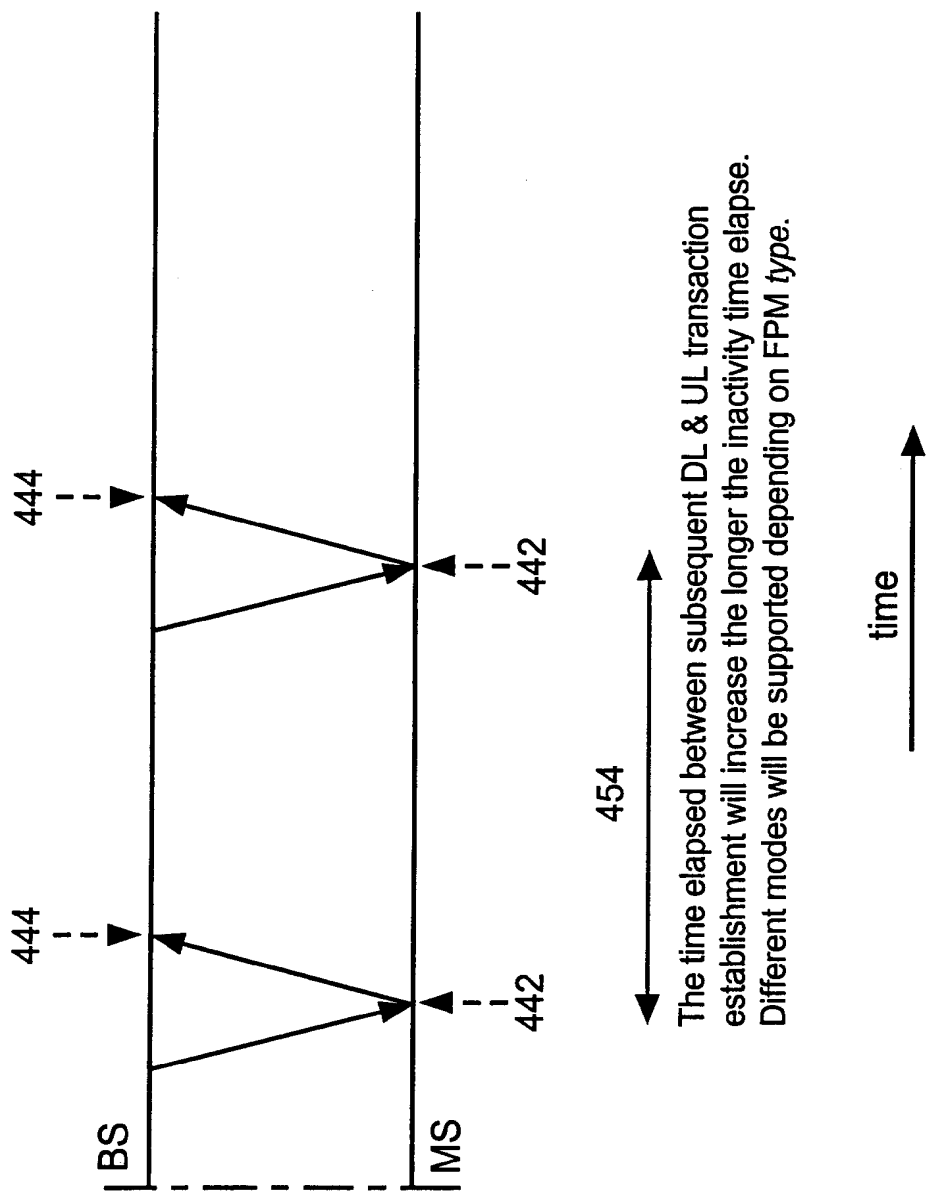 444
444
BS
MS
442
442
454
The time elapsed between subsequent DL & UL transaction
establishment will increase the longer the inactivity time elapse.
Different modes will be supported depending on FPM type.
time